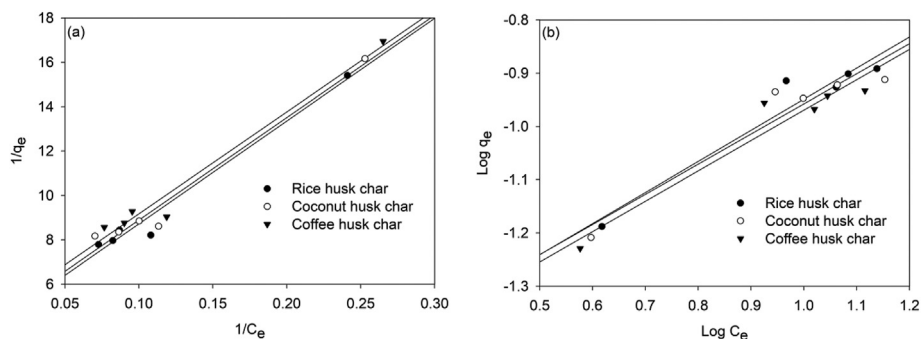 (a)
18
16
14
12
10
8
6
1/qe
Rice husk char
Coconut husk char
Coffee husk char
0.05 0.10 0.15 0.20 0.25 0.30
1/Ce
(b)
-0.8
-0.9
-1.0
-1.1
-1.2
-1.3
Log qe
Rice husk char
Coconut husk char
Coffee husk char
0.5 0.6 0.7 0.8 0.9 1.0 1.1 1.2
Log Ce